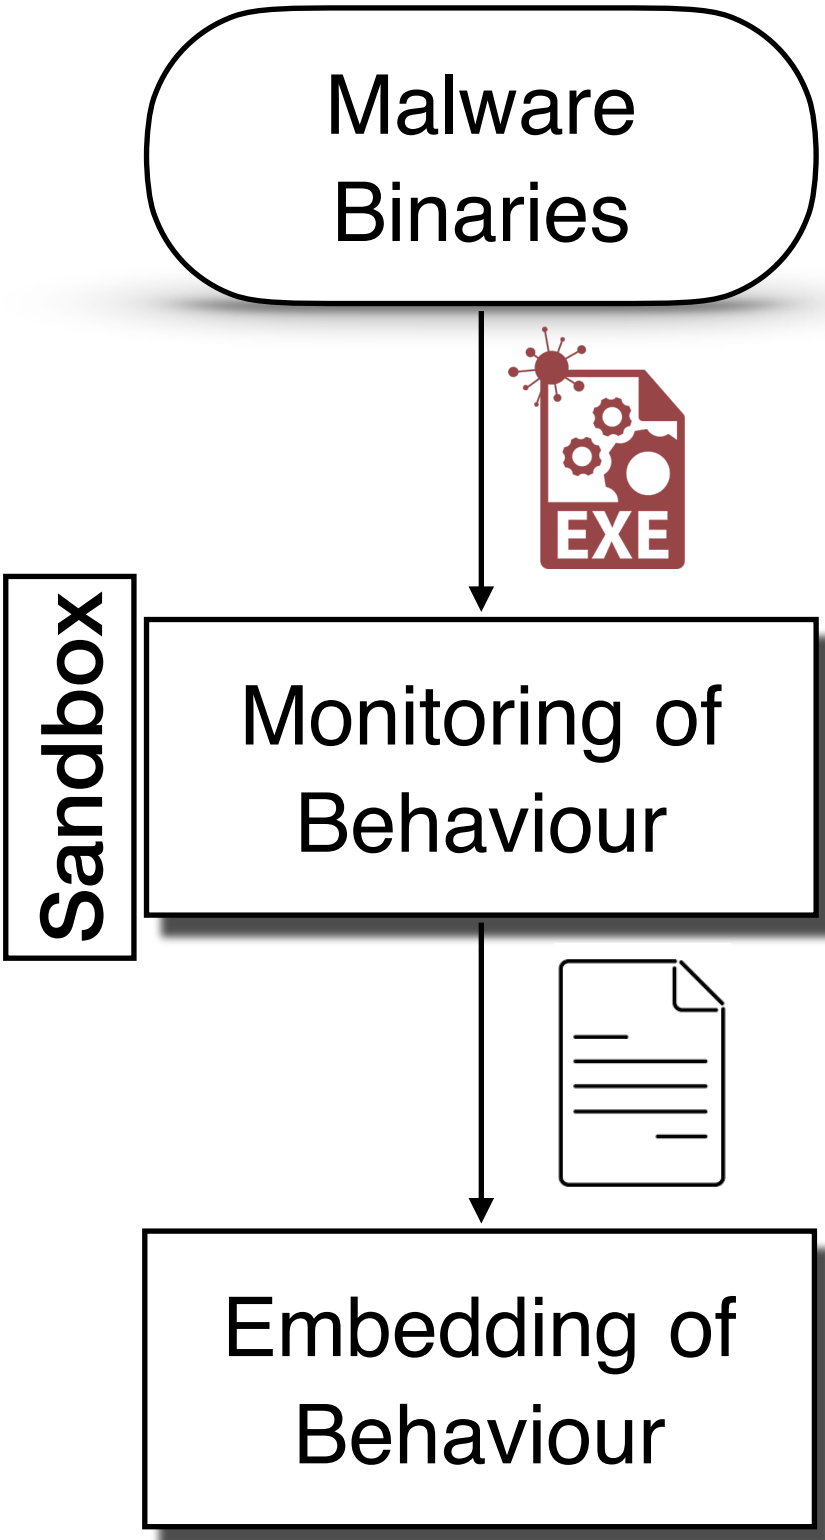 Malware
Binaries
EXE
Sandbox
Monitoring of
Behaviour
Embedding of
Behaviour